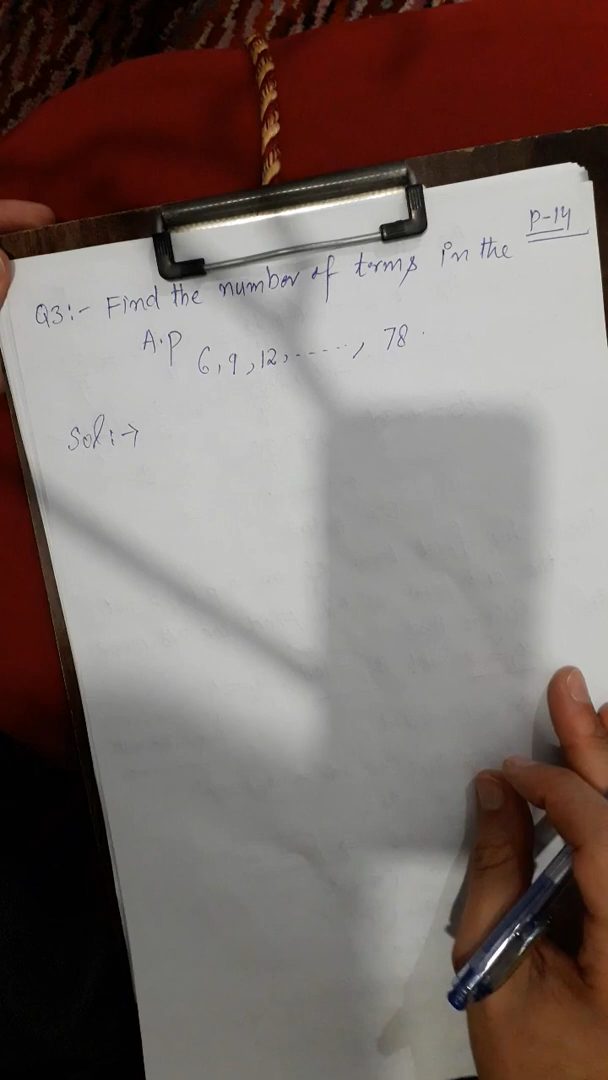 P-14
Q3:- Find the number of terms in the
A.P 6, 9, 12, ......, 78.
Sol:→